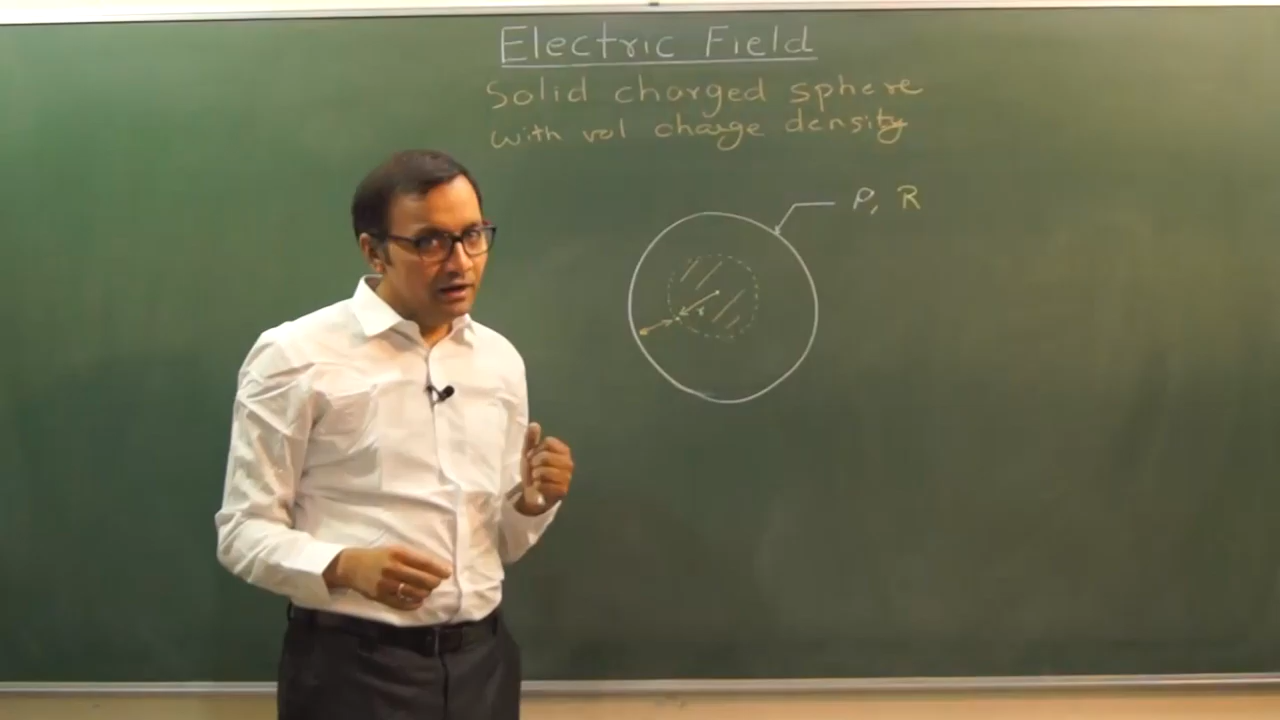 Electric Field
Solid charged sphere
with vol charge density
ρ, R
r